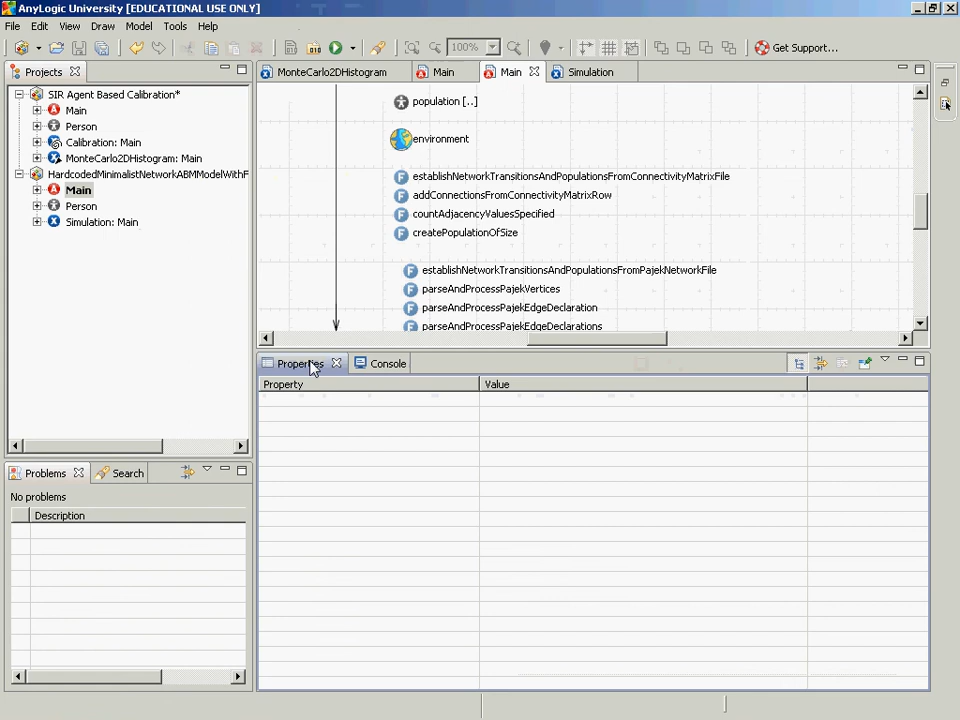 AnyLogic University [EDUCATIONAL USE ONLY]
File Edit View Draw Model Tools Help
100% Get Support...
Projects
SIR Agent Based Calibration*
Main
Person
Calibration: Main
MonteCarlo2DHistogram: Main
HardcodedMinimalistNetworkABMModelWithF
Main
Person
Simulation: Main
MonteCarlo2DHistogram Main Main Simulation
population [..]
environment
establishNetworkTransitionsAndPopulationsFromConnectivityMatrixFile
addConnectionsFromConnectivityMatrixRow
countAdjacencyValuesSpecified
createPopulationOfSize
establishNetworkTransitionsAndPopulationsFromPajekNetworkFile
parseAndProcessPajekVertices
parseAndProcessPajekEdgeDeclaration
parseAndProcessPajekEdgeDeclarations
Properties Console
Property Value
Problems Search
No problems
Description